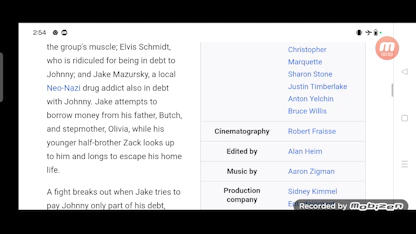 2:54
the group's muscle; Elvis Schmidt,
who is ridiculed for being in debt to
Johnny; and Jake Mazursky, a local
Neo-Nazi drug addict also in debt
with Johnny. Jake attempts to
borrow money from his father, Butch,
and stepmother, Olivia, while his
younger half-brother Zack looks up
to him and longs to escape his home
life.
A fight breaks out when Jake tries to
pay Johnny only part of his debt,
Christopher
Marquette
Sharon Stone
Justin Timberlake
Anton Yelchin
Bruce Willis
Cinematography Robert Fraisse
Edited by Alan Heim
Music by Aaron Zigman
Production
company
Sidney Kimmel
Recorded by Mobizen